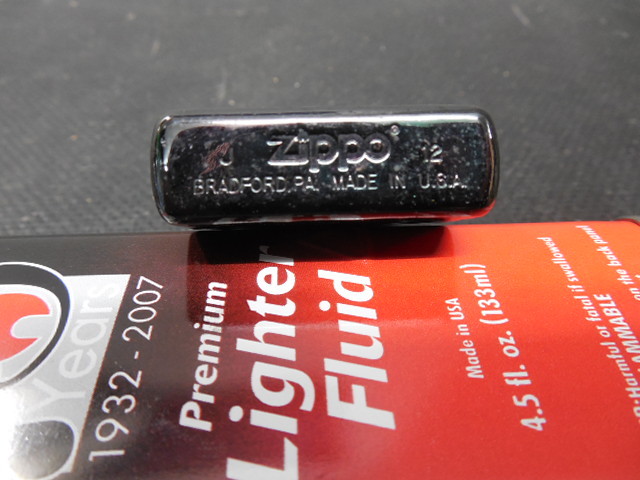 J Zippo® 12
BRADFORD, PA. MADE IN U.S.A.
Years
1932 - 2007
Premium
Lighter
Fluid
Made in USA
4.5 fl. oz. (133ml)
Harmful or fatal if swallowed